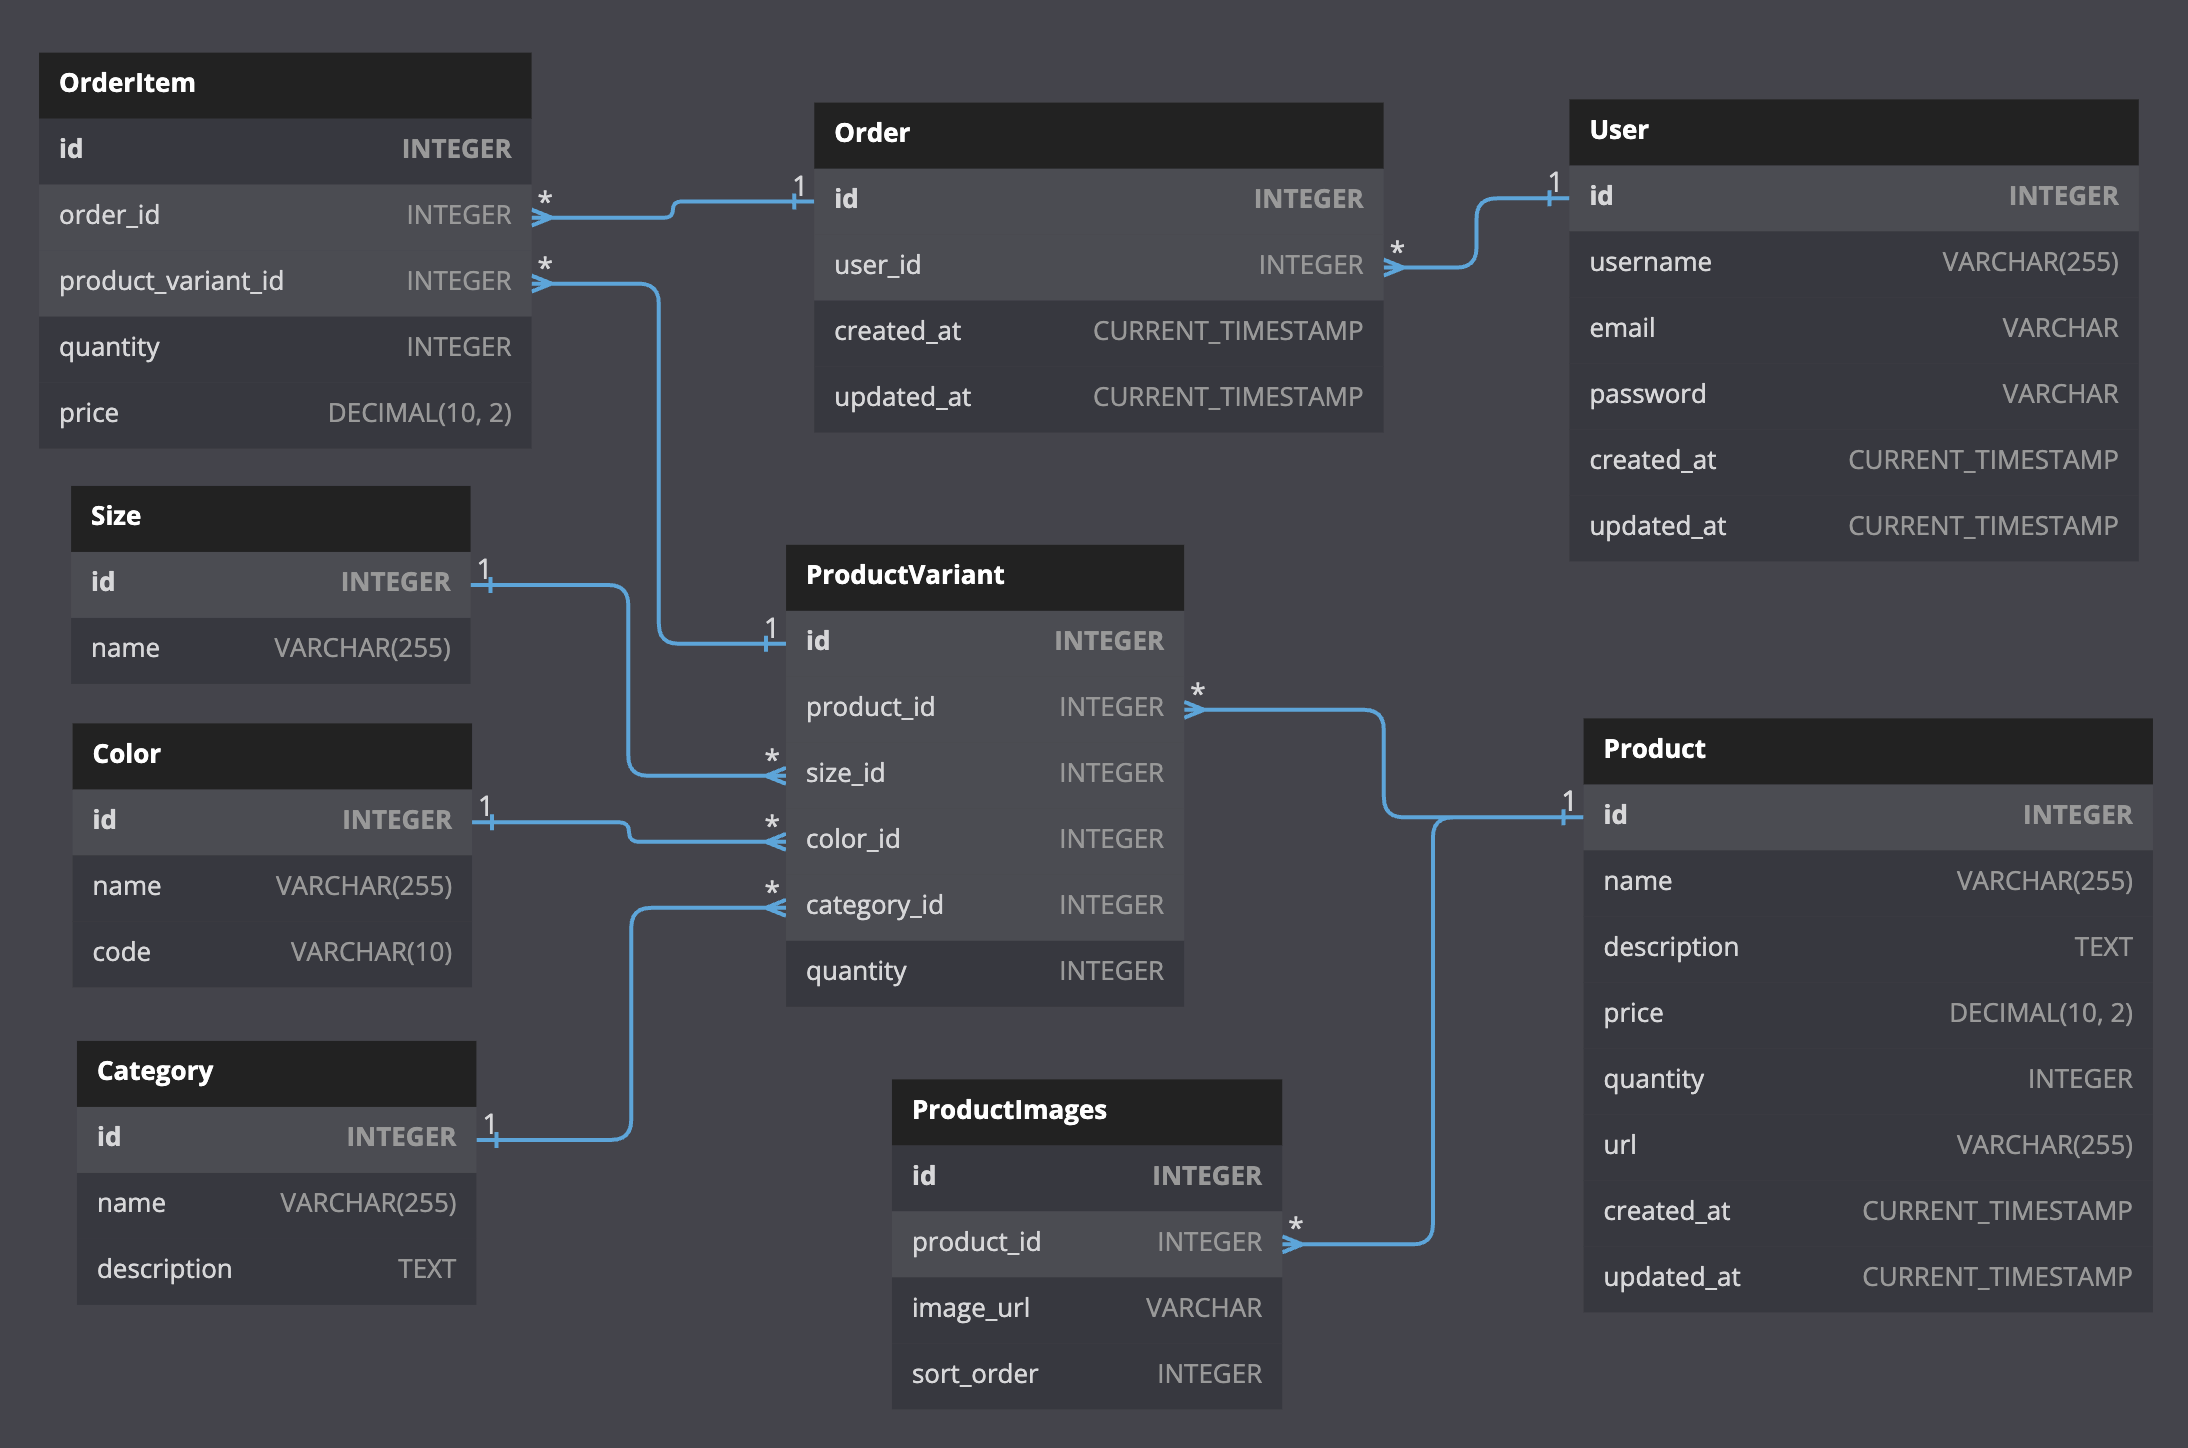 OrderItem
id INTEGER
order_id INTEGER *
product_variant_id INTEGER *
quantity INTEGER
price DECIMAL(10, 2)
Order
1 id INTEGER
user_id INTEGER *
created_at CURRENT_TIMESTAMP
updated_at CURRENT_TIMESTAMP
User
1 id INTEGER
username VARCHAR(255)
email VARCHAR
password VARCHAR
created_at CURRENT_TIMESTAMP
updated_at CURRENT_TIMESTAMP
Size
id INTEGER 1
name VARCHAR(255)
Color
id INTEGER 1
name VARCHAR(255)
code VARCHAR(10)
Category
id INTEGER 1
name VARCHAR(255)
description TEXT
ProductVariant
1 id INTEGER
product_id INTEGER *
* size_id INTEGER
* color_id INTEGER
* category_id INTEGER
quantity INTEGER
ProductImages
id INTEGER
product_id INTEGER *
image_url VARCHAR
sort_order INTEGER
Product
1 id INTEGER
name VARCHAR(255)
description TEXT
price DECIMAL(10, 2)
quantity INTEGER
url VARCHAR(255)
created_at CURRENT_TIMESTAMP
updated_at CURRENT_TIMESTAMP